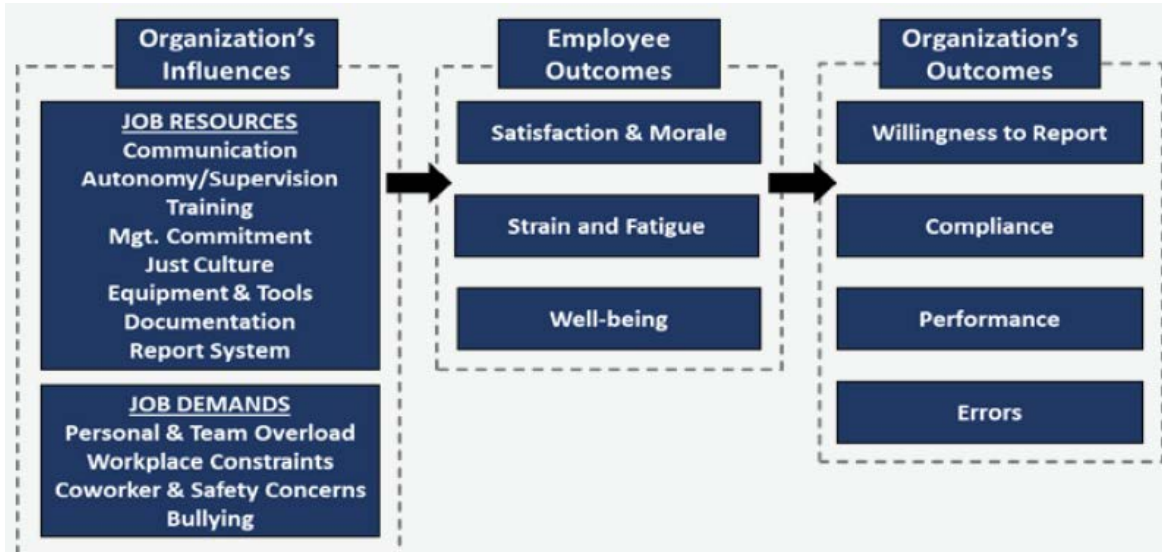 Organization's
Influences
JOB RESOURCES
Communication
Autonomy/Supervision
Training
Mgt. Commitment
Just Culture
Equipment & Tools
Documentation
Report System
JOB DEMANDS
Personal & Team Overload
Workplace Constraints
Coworker & Safety Concerns
Bullying
Employee
Outcomes
Satisfaction & Morale
Strain and Fatigue
Well-being
Organization's
Outcomes
Willingness to Report
Compliance
Performance
Errors